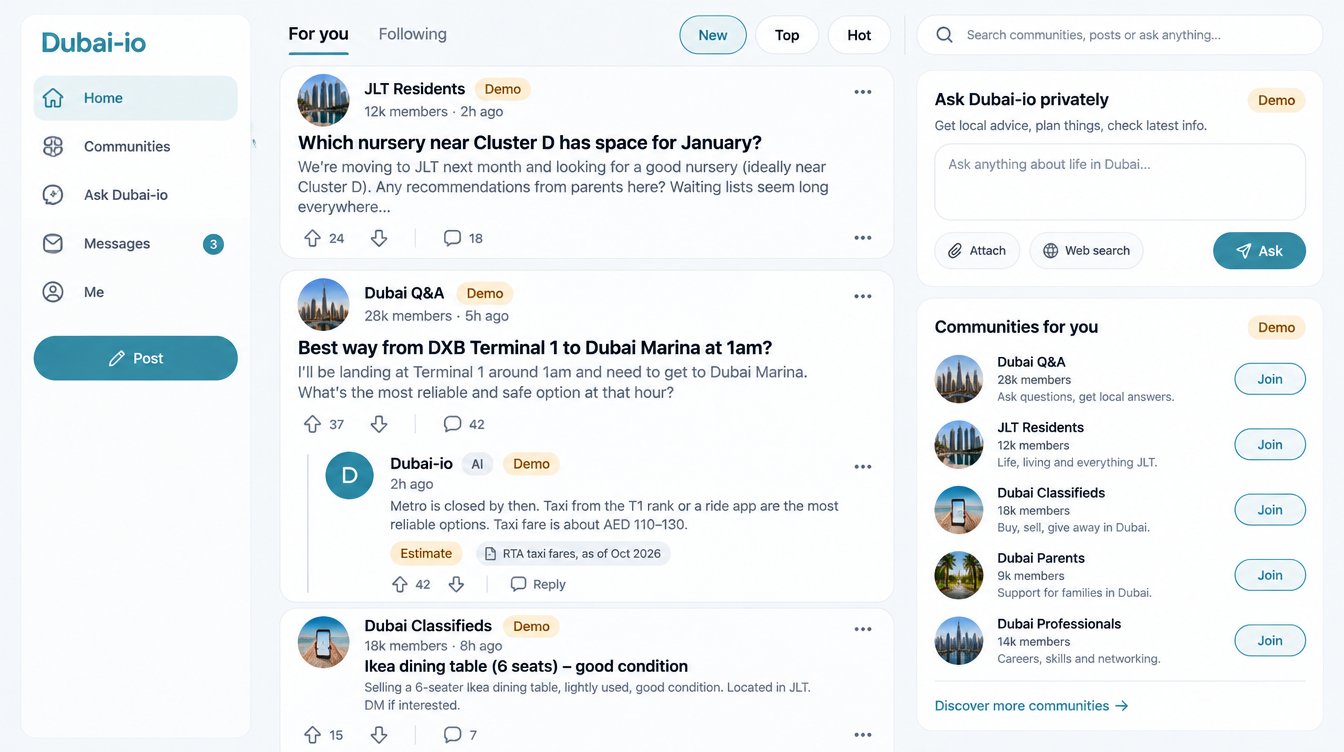 Dubai-io
Home
Communities
Ask Dubai-io
Messages 3
Me
Post
For you Following New Top Hot
JLT Residents Demo
12k members · 2h ago
Which nursery near Cluster D has space for January?
We're moving to JLT next month and looking for a good nursery (ideally near
Cluster D). Any recommendations from parents here? Waiting lists seem long
everywhere...
24 18
Dubai Q&A Demo
28k members · 5h ago
Best way from DXB Terminal 1 to Dubai Marina at 1am?
I'll be landing at Terminal 1 around 1am and need to get to Dubai Marina.
What's the most reliable and safe option at that hour?
37 42
D
Dubai-io AI Demo
2h ago
Metro is closed by then. Taxi from the T1 rank or a ride app are the most
reliable options. Taxi fare is about AED 110–130.
Estimate RTA taxi fares, as of Oct 2026
42 Reply
Dubai Classifieds Demo
18k members · 8h ago
Ikea dining table (6 seats) – good condition
Selling a 6-seater Ikea dining table, lightly used, good condition. Located in JLT.
DM if interested.
15 7
Search communities, posts or ask anything...
Ask Dubai-io privately Demo
Get local advice, plan things, check latest info.
Ask anything about life in Dubai...
Attach Web search Ask
Communities for you Demo
Dubai Q&A
28k members
Ask questions, get local answers.
Join
JLT Residents
12k members
Life, living and everything JLT.
Join
Dubai Classifieds
18k members
Buy, sell, give away in Dubai.
Join
Dubai Parents
9k members
Support for families in Dubai.
Join
Dubai Professionals
14k members
Careers, skills and networking.
Join
Discover more communities →